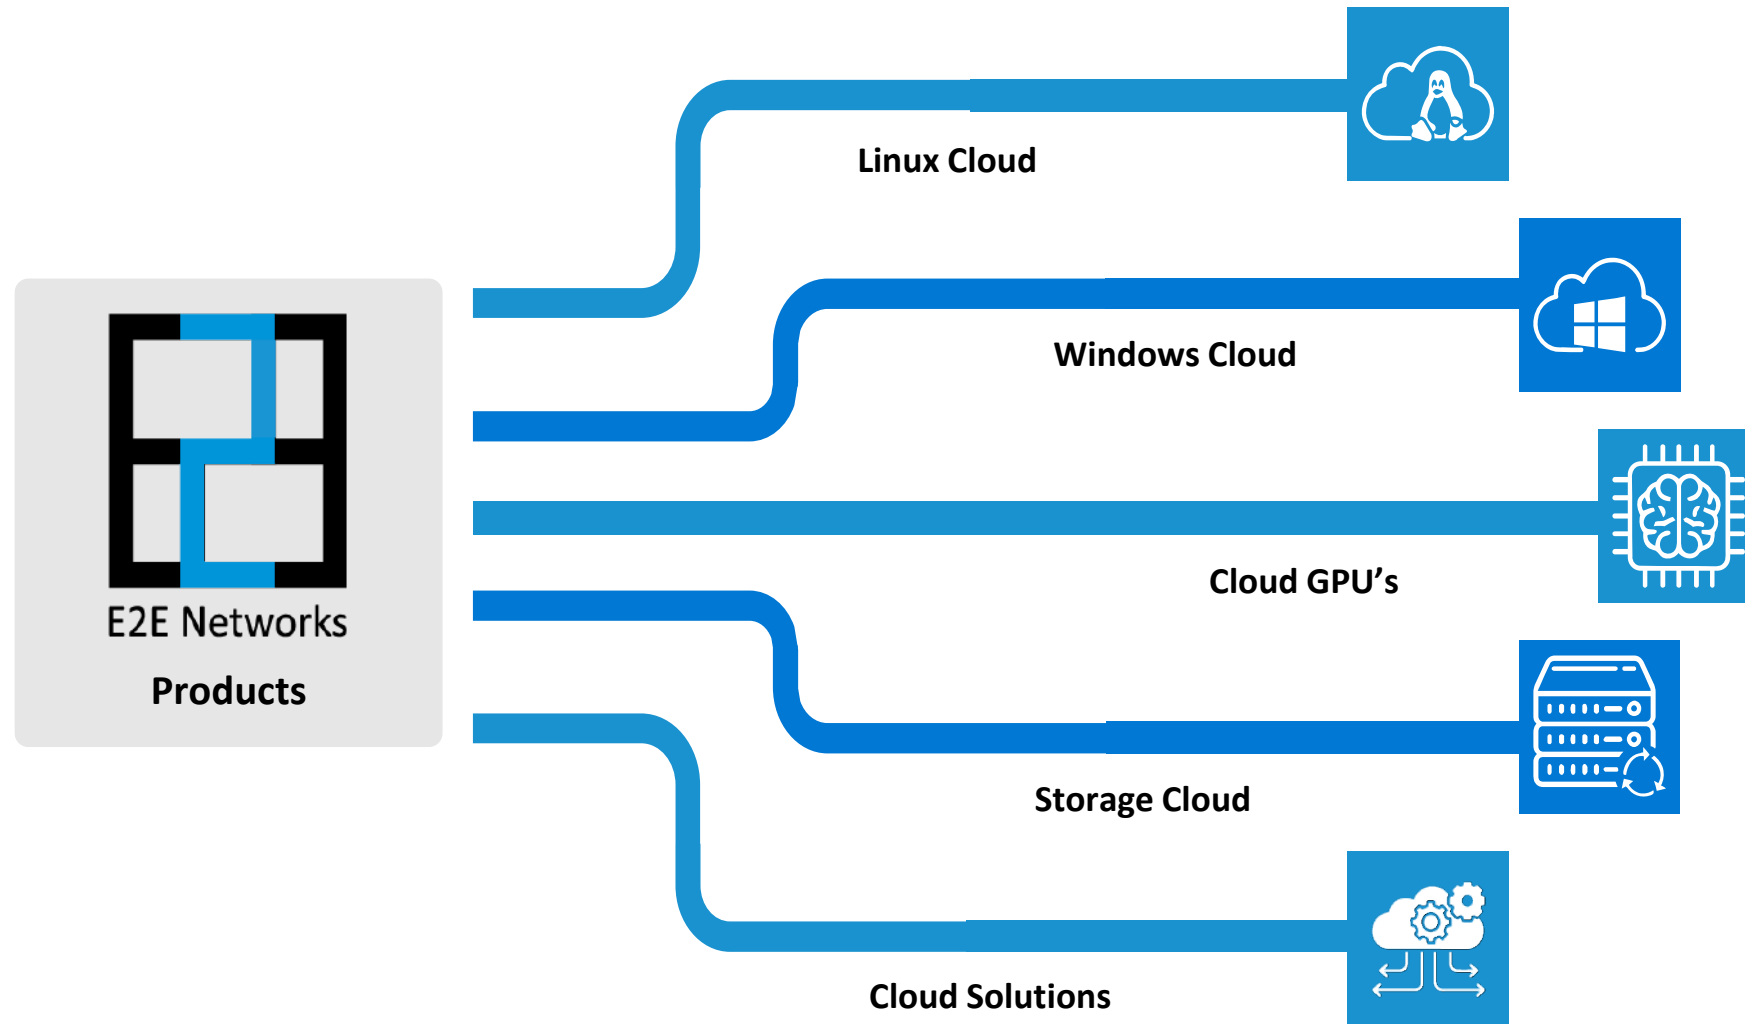 Linux Cloud
Windows Cloud
E2E Networks
Products
Cloud GPU’s
Storage Cloud
Cloud Solutions